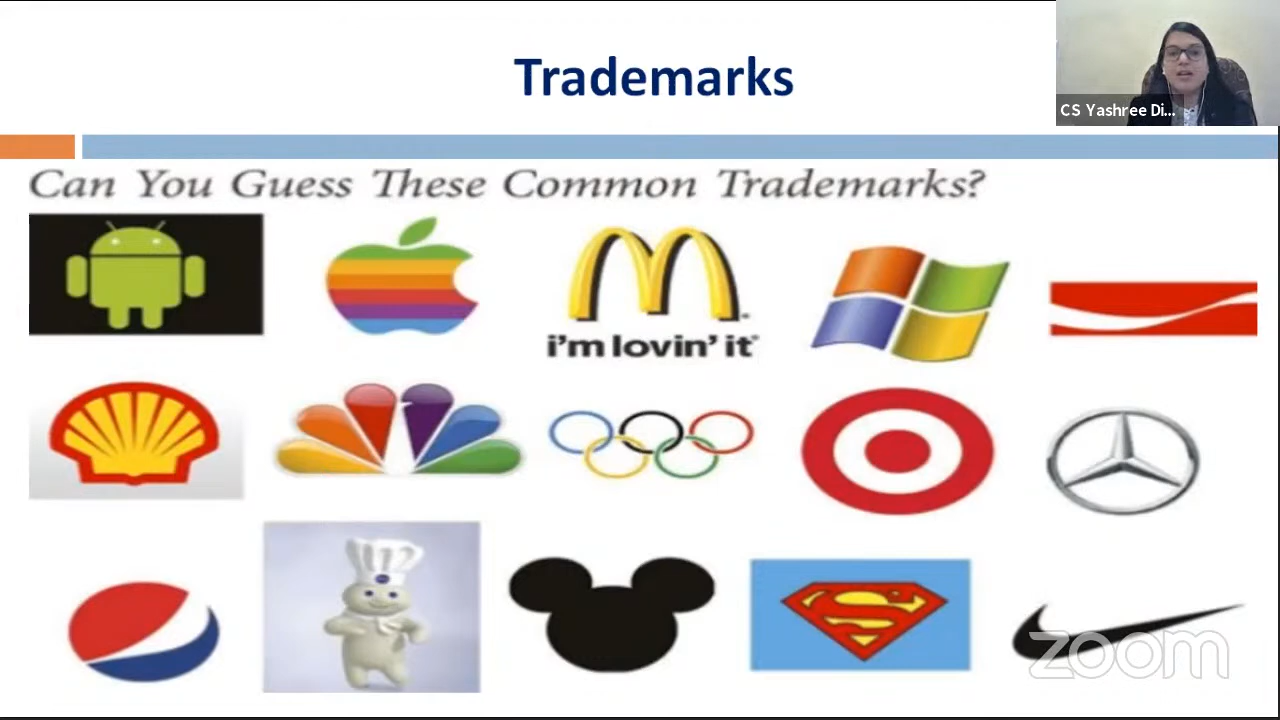 Trademarks
CS Yashree Di...
Can You Guess These Common Trademarks?
i'm lovin' it®
zoom